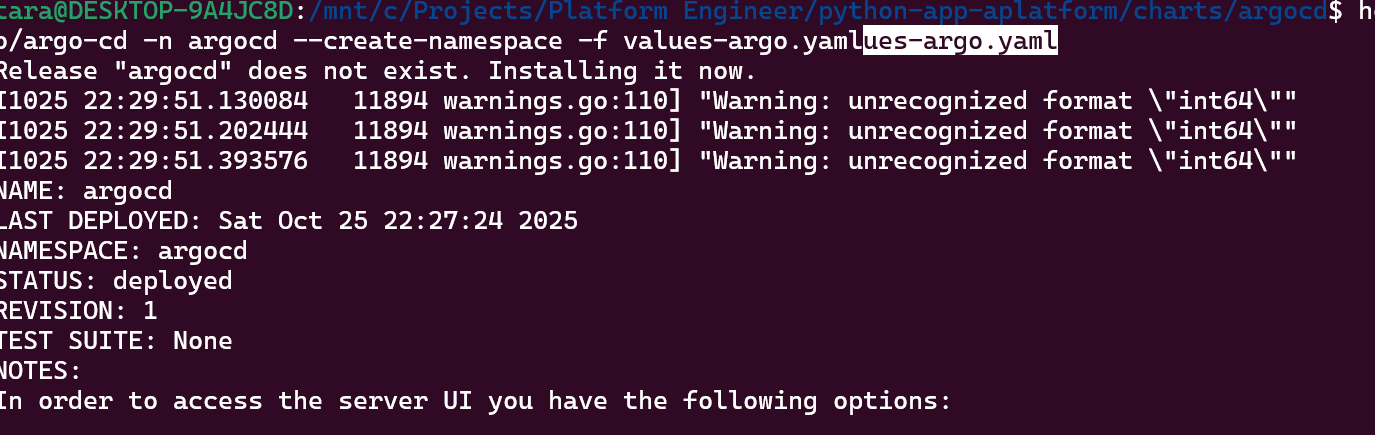 tara@DESKTOP-9A4JC8D:/mnt/c/Projects/Platform Engineer/python-app-aplatform/charts/argocd$
o/argo-cd -n argocd --create-namespace -f values-argo.yamlues-argo.yaml
Release "argocd" does not exist. Installing it now.
I1025 22:29:51.130084   11894 warnings.go:110] "Warning: unrecognized format \"int64\""
I1025 22:29:51.202444   11894 warnings.go:110] "Warning: unrecognized format \"int64\""
I1025 22:29:51.393576   11894 warnings.go:110] "Warning: unrecognized format \"int64\""
NAME: argocd
LAST DEPLOYED: Sat Oct 25 22:27:24 2025
NAMESPACE: argocd
STATUS: deployed
REVISION: 1
TEST SUITE: None
NOTES:
In order to access the server UI you have the following options: